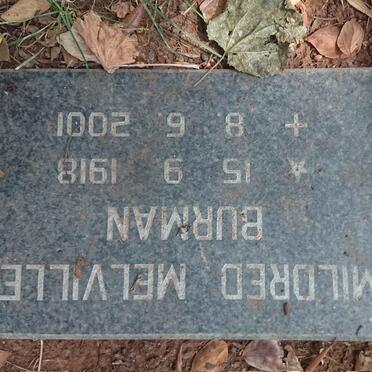 MILDRED MELVILLE
BURMAN
☆ 15 9 1918
+ 8 6 2001